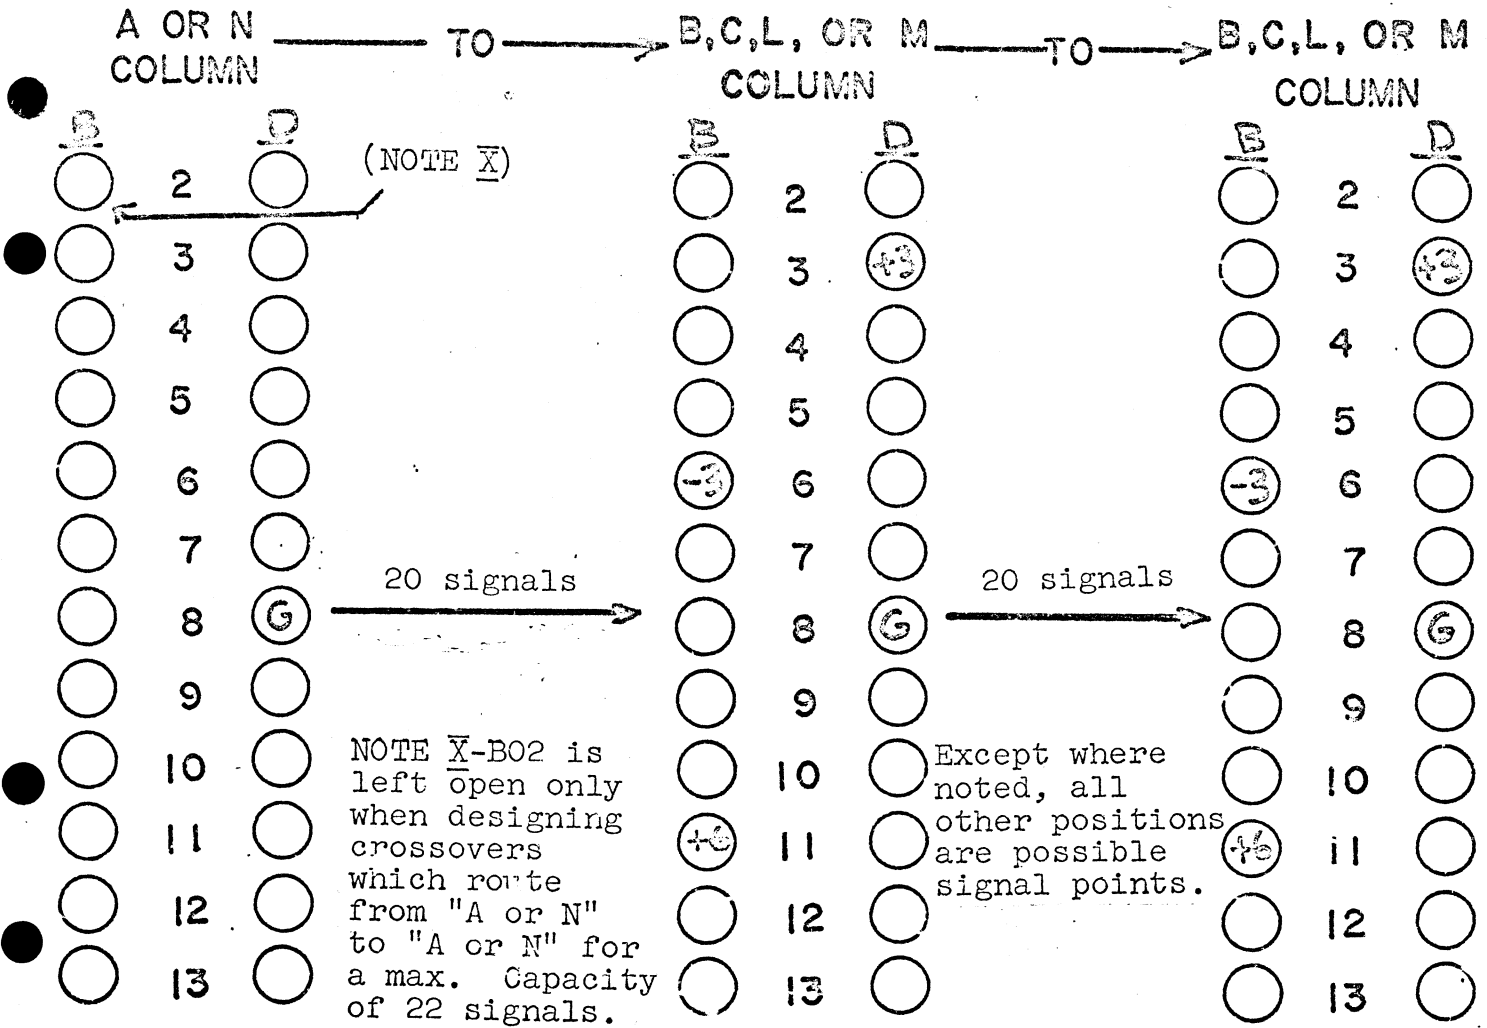 A OR N TO B,C,L, OR M TO B,C,L, OR M
COLUMN COLUMN COLUMN
B D B D B D
(NOTE X̲̅)
2 2 2
3 3 +3 3 +3
4 4 4
5 5 5
6 -3 6 -3 6
7 7 7
20 signals 20 signals
8 G 8 G 8 G
9 9 9
10 10 10
11 +6 11 +6 11
12 12 12
13 13 13
NOTE X̲̅-B02 is
left open only
when designing
crossovers
which route
from "A or N"
to "A or N" for
a max. Capacity
of 22 signals.
Except where
noted, all
other positions
are possible
signal points.